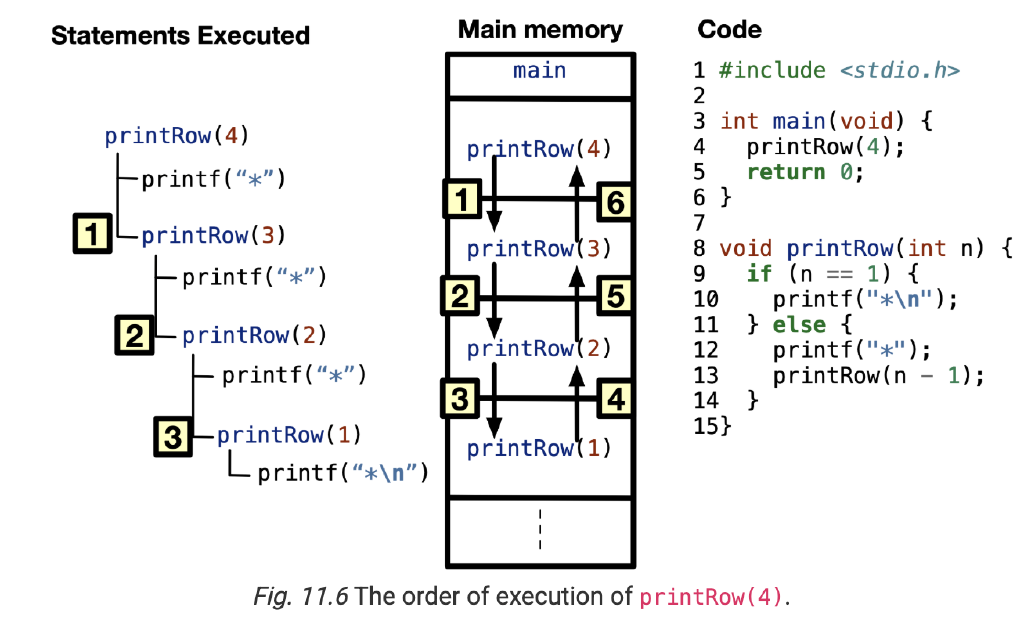 Statements Executed
printRow(4)
printf(“*”)
1
printRow(3)
printf(“*”)
2
printRow(2)
printf(“*”)
3
printRow(1)
printf(“*\n”)
Main memory
main
printRow(4)
1
6
printRow(3)
2
5
printRow(2)
3
4
printRow(1)
Code
1 #include <stdio.h>
2
3 int main(void) {
4   printRow(4);
5   return 0;
6 }
7
8 void printRow(int n) {
9   if (n == 1) {
10    printf("*\n");
11  } else {
12    printf("*");
13    printRow(n - 1);
14  }
15}
Fig. 11.6 The order of execution of printRow(4).